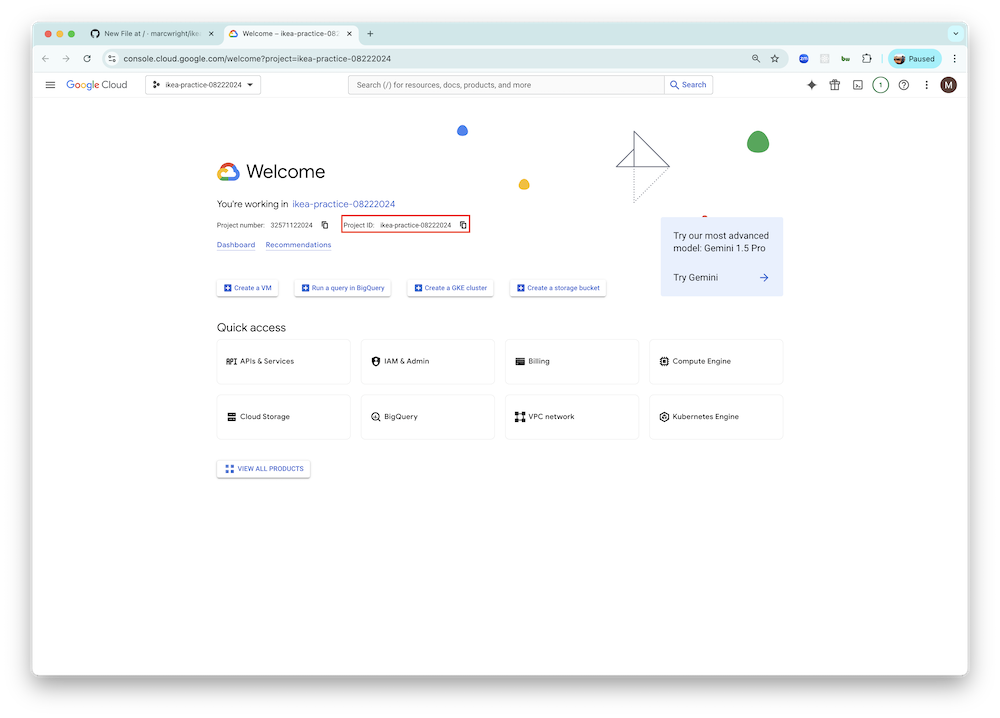 New File at / · marcwright/ike
Welcome – ikea-practice-082
console.cloud.google.com/welcome?project=ikea-practice-08222024
Paused
Google Cloud
ikea-practice-08222024
Search (/) for resources, docs, products, and more
Search
1
M
Welcome
You're working in ikea-practice-08222024
Project number: 32571122024
Project ID: ikea-practice-08222024
Dashboard
Recommendations
Try our most advanced
model: Gemini 1.5 Pro
Try Gemini
Create a VM
Run a query in BigQuery
Create a GKE cluster
Create a storage bucket
Quick access
API APIs & Services
IAM & Admin
Billing
Compute Engine
Cloud Storage
BigQuery
VPC network
Kubernetes Engine
VIEW ALL PRODUCTS